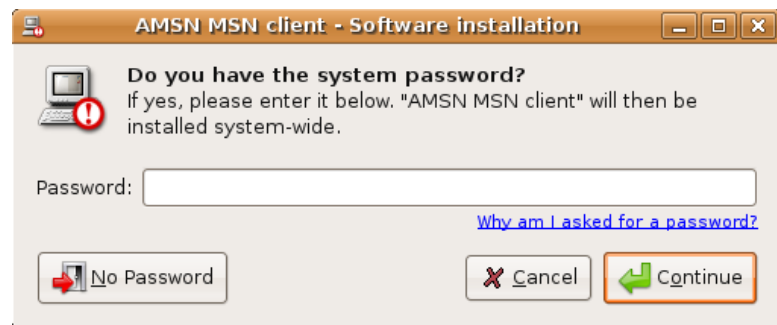 AMSN MSN client - Software installation
Do you have the system password?
If yes, please enter it below. "AMSN MSN client" will then be
installed system-wide.
Password:
Why am I asked for a password?
No Password
Cancel
Continue